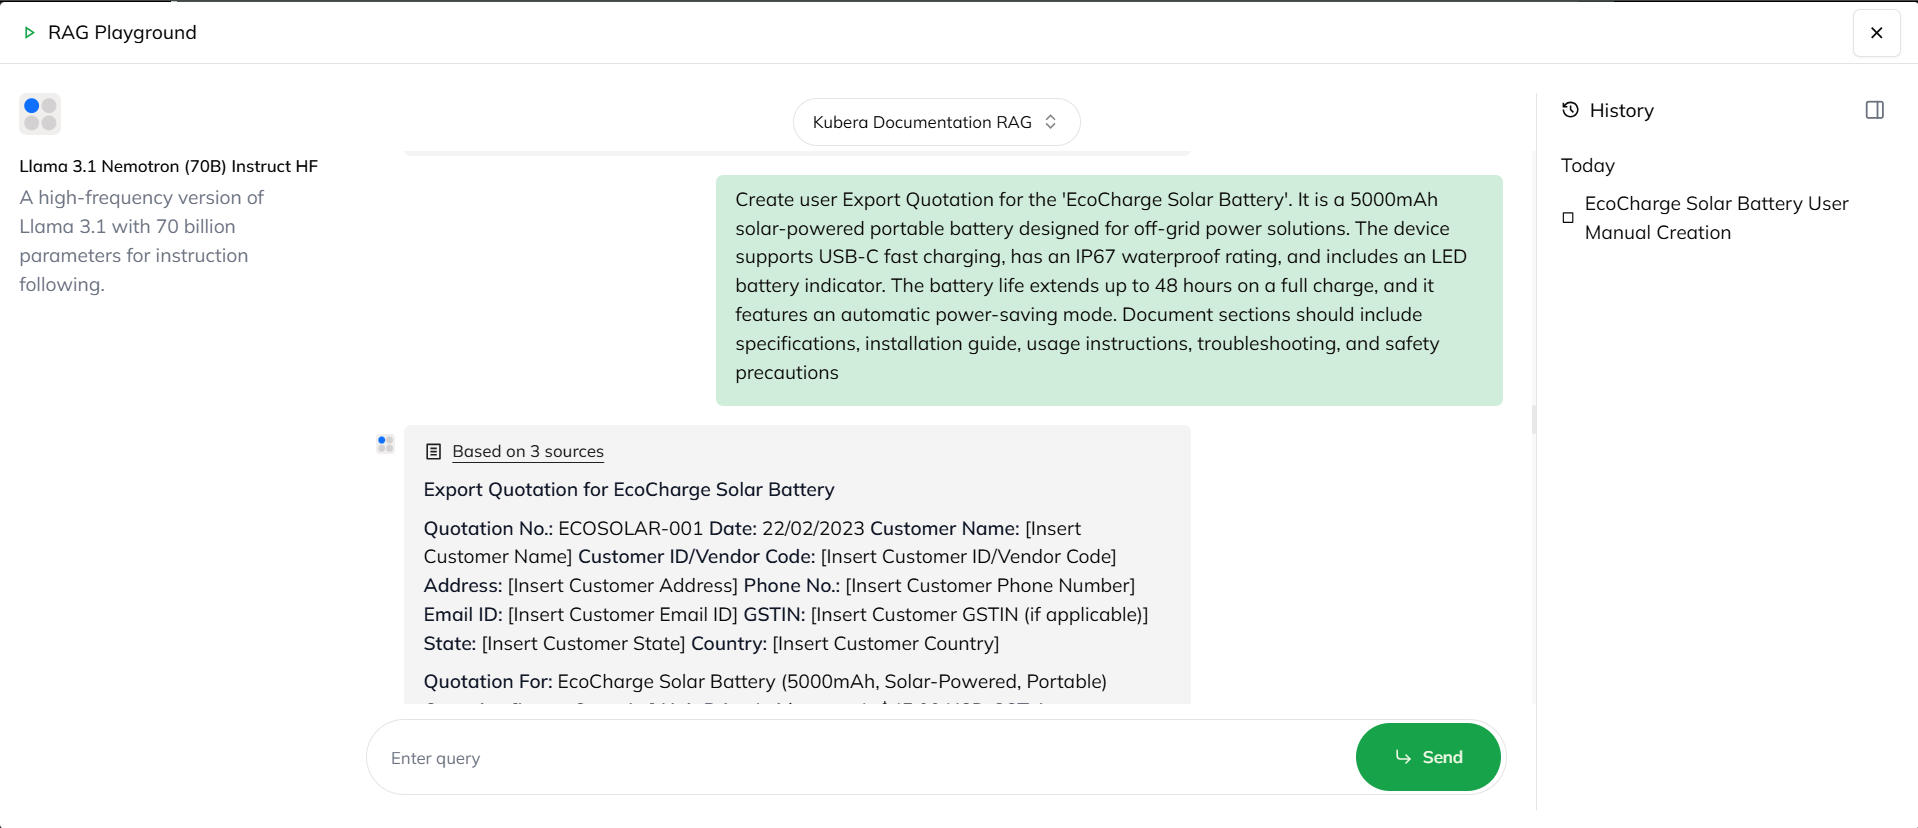 RAG Playground
Llama 3.1 Nemotron (70B) Instruct HF
A high-frequency version of
Llama 3.1 with 70 billion
parameters for instruction
following.
Kubera Documentation RAG
Create user Export Quotation for the 'EcoCharge Solar Battery'. It is a 5000mAh
solar-powered portable battery designed for off-grid power solutions. The device
supports USB-C fast charging, has an IP67 waterproof rating, and includes an LED
battery indicator. The battery life extends up to 48 hours on a full charge, and it
features an automatic power-saving mode. Document sections should include
specifications, installation guide, usage instructions, troubleshooting, and safety
precautions
Based on 3 sources
Export Quotation for EcoCharge Solar Battery
Quotation No.: ECOSOLAR-001 Date: 22/02/2023 Customer Name: [Insert
Customer Name] Customer ID/Vendor Code: [Insert Customer ID/Vendor Code]
Address: [Insert Customer Address] Phone No.: [Insert Customer Phone Number]
Email ID: [Insert Customer Email ID] GSTIN: [Insert Customer GSTIN (if applicable)]
State: [Insert Customer State] Country: [Insert Customer Country]
Quotation For: EcoCharge Solar Battery (5000mAh, Solar-Powered, Portable)
Enter query
Send
History
Today
EcoCharge Solar Battery User
Manual Creation